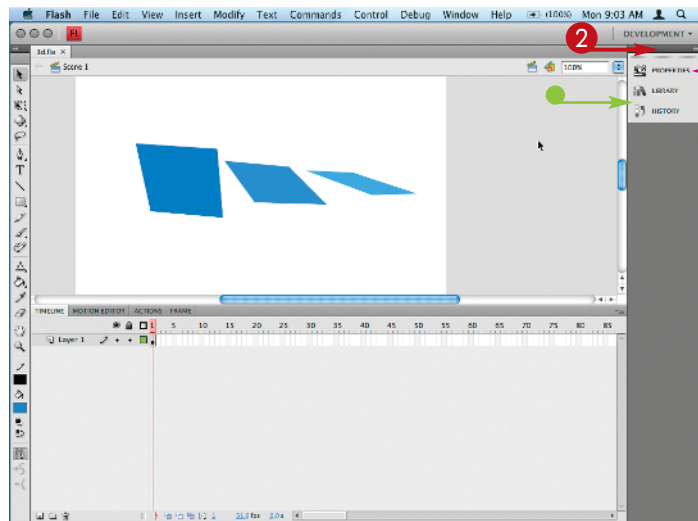 Flash File Edit View Insert Modify Text Commands Control Debug Window Help (100%) Mon 9:03 AM
Fl DEVELOPMENT
2
3d.fla ×
Scene 1 100%
PROPERTIES
LIBRARY
HISTORY
T
TIMELINE MOTION EDITOR ACTIONS - FRAME
1 5 10 15 20 25 30 35 40 45 50 55 60 65 70 75 80 85
Layer 1
1 fps 0.0s